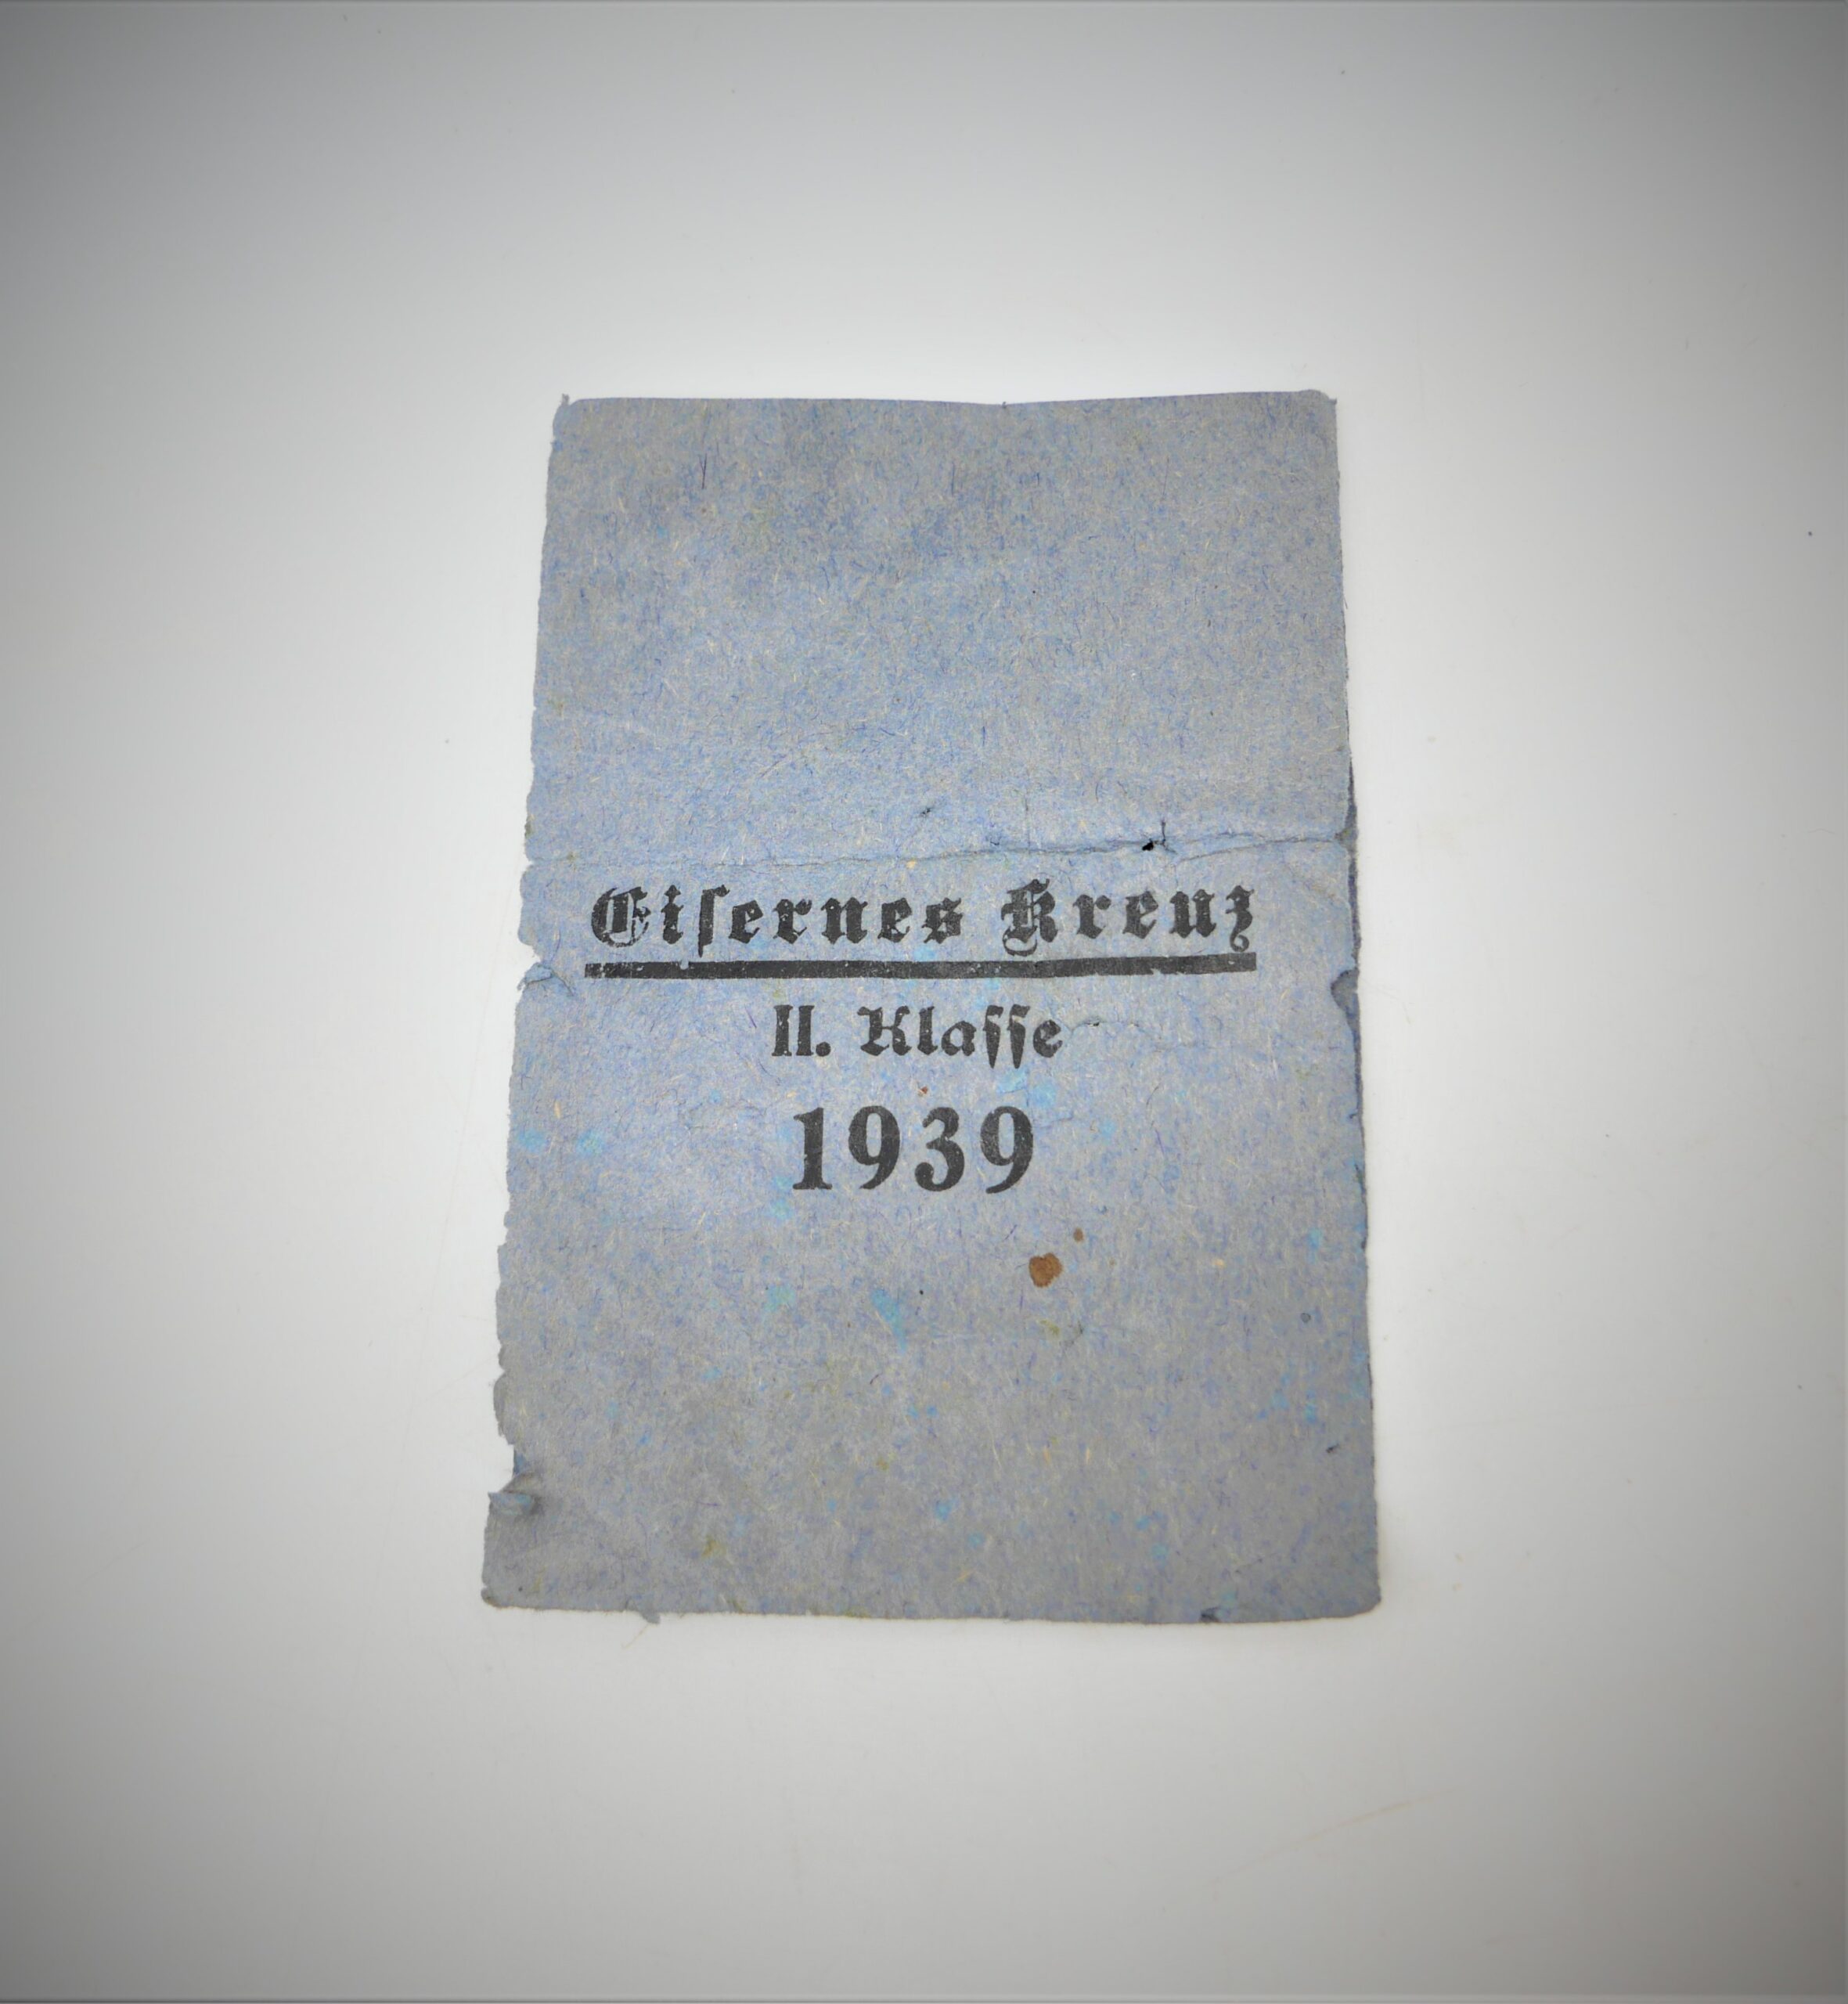 Eiſernes Kreuz
II. Klaſſe
1939